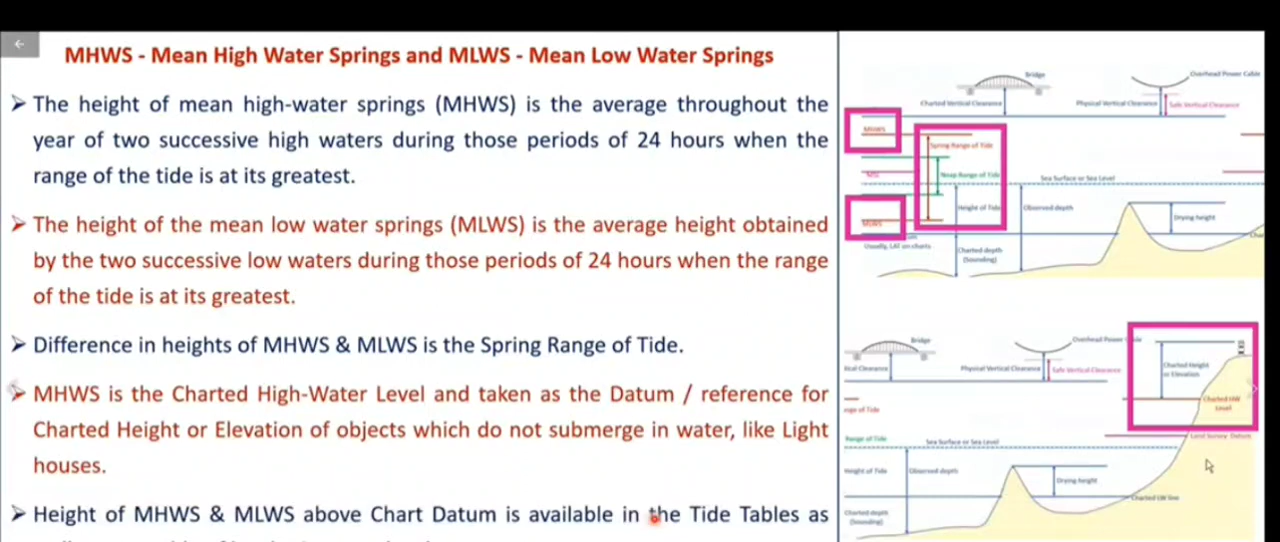 MHWS - Mean High Water Springs and MLWS - Mean Low Water Springs
➢ The height of mean high-water springs (MHWS) is the average throughout the
year of two successive high waters during those periods of 24 hours when the
range of the tide is at its greatest.
➢ The height of the mean low water springs (MLWS) is the average height obtained
by the two successive low waters during those periods of 24 hours when the range
of the tide is at its greatest.
➢ Difference in heights of MHWS & MLWS is the Spring Range of Tide.
➢ MHWS is the Charted High-Water Level and taken as the Datum / reference for
Charted Height or Elevation of objects which do not submerge in water, like Light
houses.
➢ Height of MHWS & MLWS above Chart Datum is available in the Tide Tables as
Bridge
Overhead Power Cable
Charted Vertical Clearance
Physical Vertical Clearance
Safe Vertical Clearance
MHWS
Spring Range of Tide
MSL
Neap Range of Tide
Sea Surface or Sea Level
Height of Tide
Observed depth
Drying height
MLWS
Usually, LAT on charts
Charted depth
(Sounding)
Bridge
Overhead Power
Charted Height
or Elevation
ical Clearance
Physical Vertical Clearance
Safe Vertical Clearance
nge of Tide
Charted HW
Level
Range of Tide
Sea Surface or Sea Level
Land Survey Datum
Height of Tide
Observed depth
Drying height
Charted LW line
Charted depth
(Sounding)